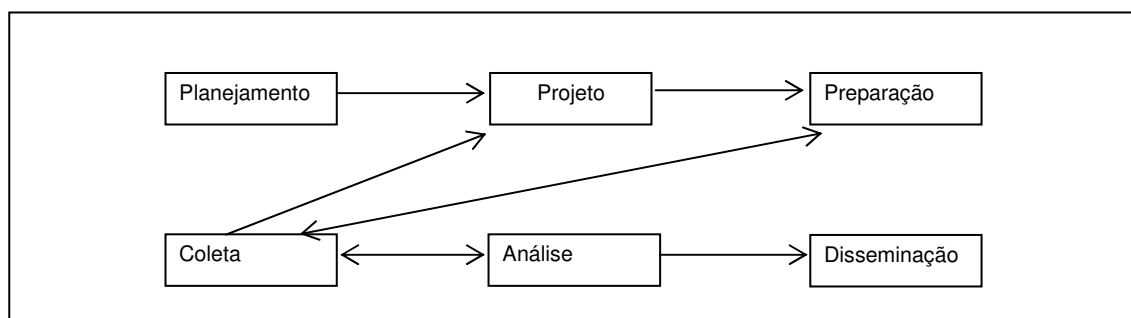 Planejamento
Projeto
Preparação
Coleta
Análise
Disseminação